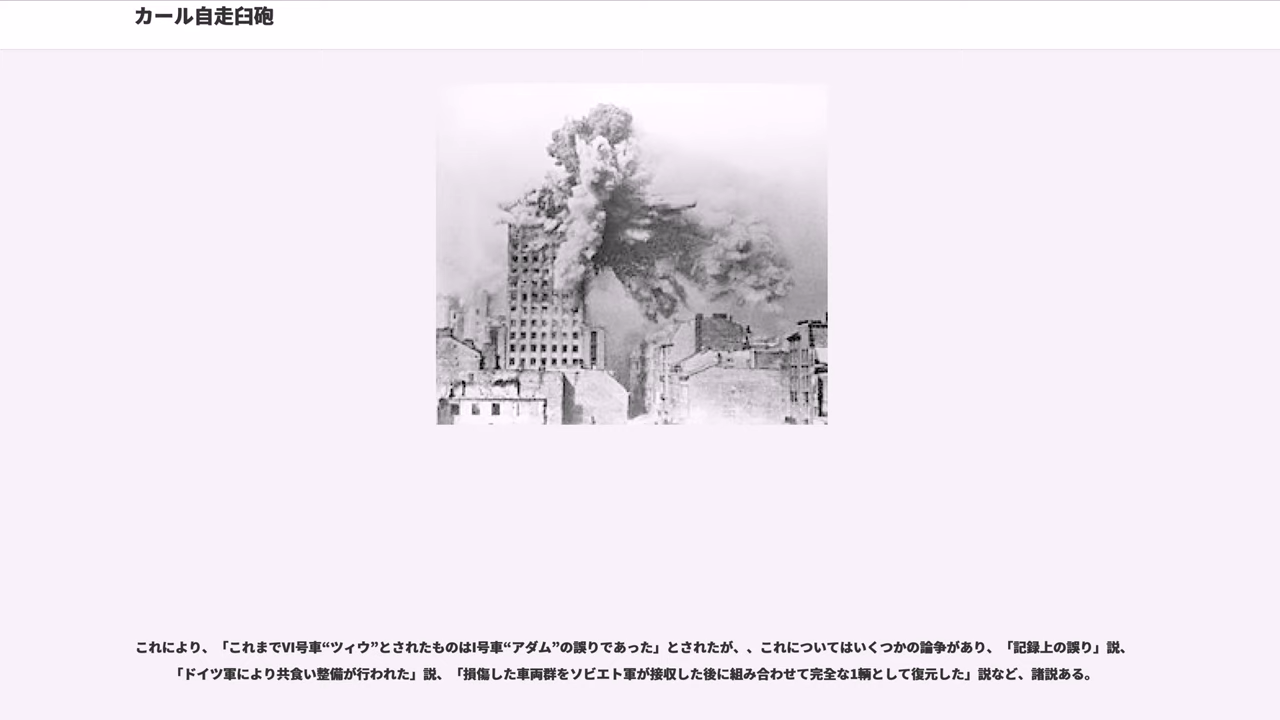 カール自走臼砲
これにより、「これまでVI号車“ツィウ”とされたものはI号車“アダム”の誤りであった」とされたが、、これについてはいくつかの論争があり、「記録上の誤り」説、
「ドイツ軍により共食い整備が行われた」説、「損傷した車両群をソビエト軍が接収した後に組み合わせて完全な1輌として復元した」説など、諸説ある。